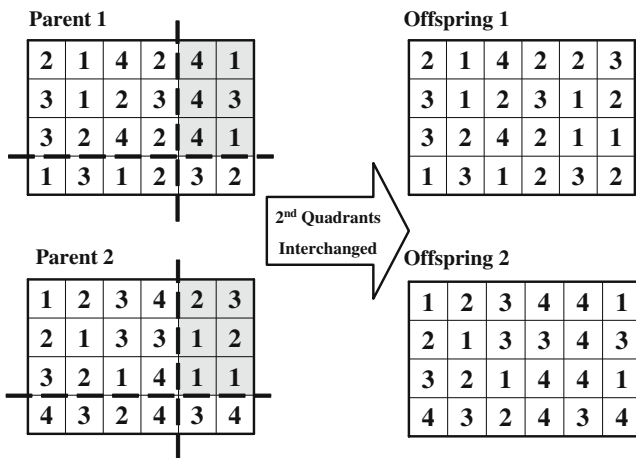 Parent 1
2 1 4 2 4 1
3 1 2 3 4 3
3 2 4 2 4 1
1 3 1 2 3 2
Parent 2
1 2 3 4 2 3
2 1 3 3 1 2
3 2 1 4 1 1
4 3 2 4 3 4
2nd Quadrants
Interchanged
Offspring 1
2 1 4 2 2 3
3 1 2 3 1 2
3 2 4 2 1 1
1 3 1 2 3 2
Offspring 2
1 2 3 4 4 1
2 1 3 3 4 3
3 2 1 4 4 1
4 3 2 4 3 4